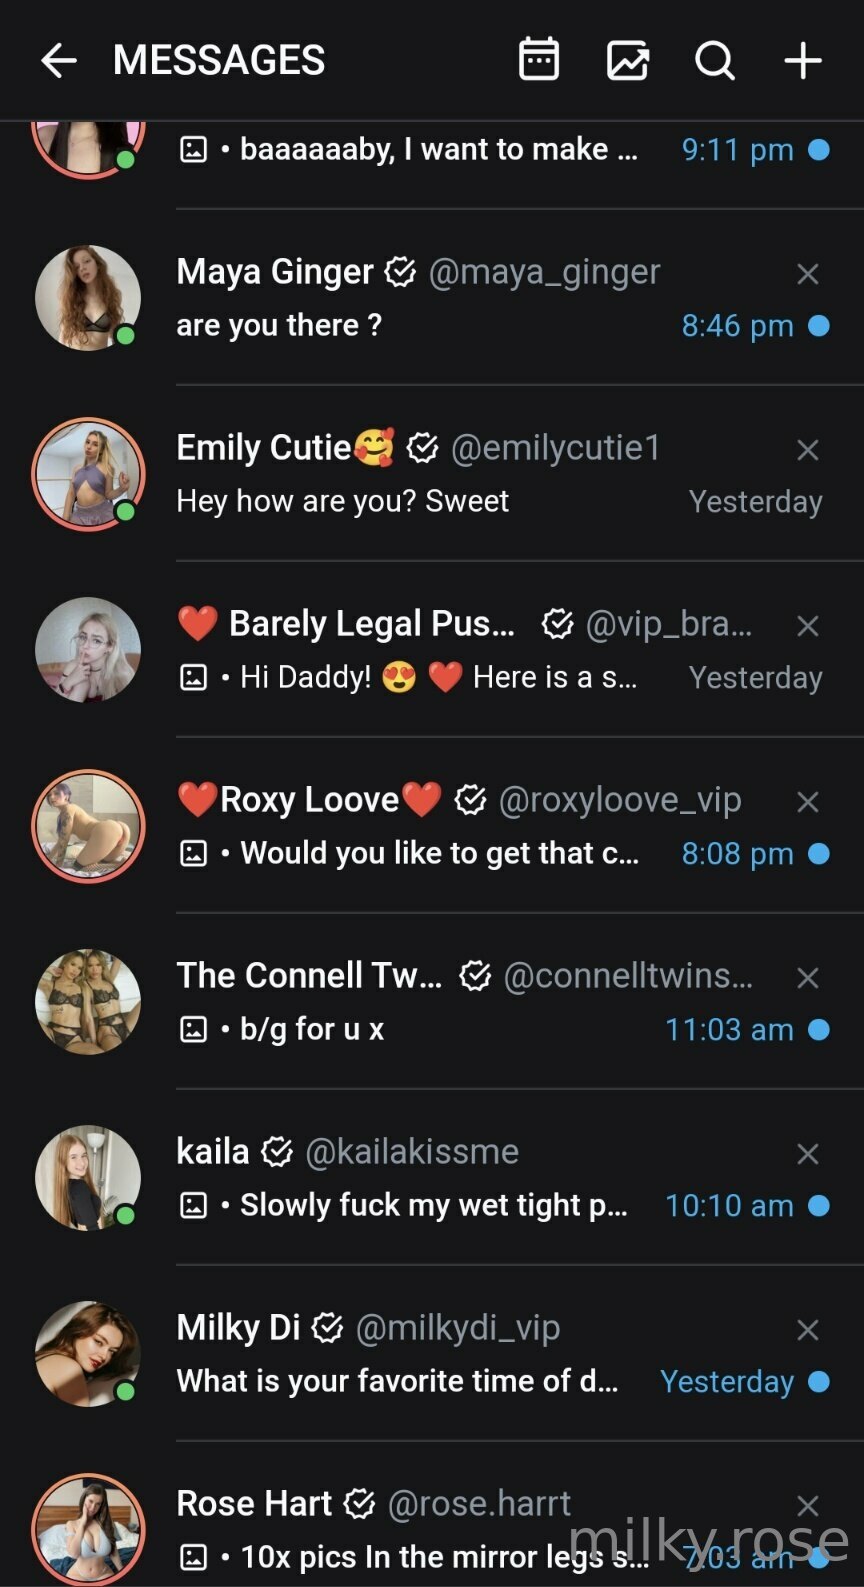 MESSAGES
• baaaaaaby, I want to make ... 9:11 pm
Maya Ginger @maya_ginger
are you there ? 8:46 pm
Emily Cutie🥰 @emilycutie1
Hey how are you? Sweet Yesterday
❤️ Barely Legal Pus... @vip_bra...
• Hi Daddy! 😍 ❤️ Here is a s... Yesterday
❤️Roxy Loove❤️ @roxyloove_vip
• Would you like to get that c... 8:08 pm
The Connell Tw... @connelltwins...
• b/g for u x 11:03 am
kaila @kailakissme
• Slowly fuck my wet tight p... 10:10 am
Milky Di @milkydi_vip
What is your favorite time of d... Yesterday
Rose Hart @rose.harrt
• 10x pics In the mirror legs s... 7:03 am
milky.rose